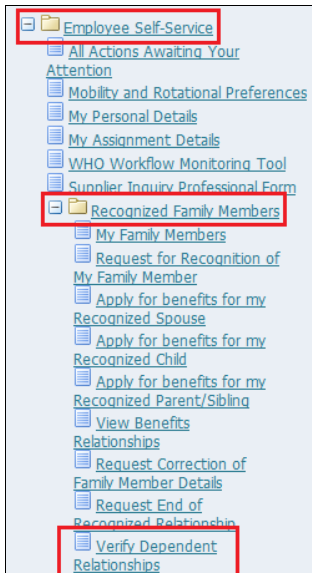 Employee Self-Service
All Actions Awaiting Your
Attention
Mobility and Rotational Preferences
My Personal Details
My Assignment Details
WHO Workflow Monitoring Tool
Supplier Inquiry Professional Form
Recognized Family Members
My Family Members
Request for Recognition of
My Family Member
Apply for benefits for my
Recognized Spouse
Apply for benefits for my
Recognized Child
Apply for benefits for my
Recognized Parent/Sibling
View Benefits
Relationships
Request Correction of
Family Member Details
Request End of
Recognized Relationship
Verify Dependent
Relationships